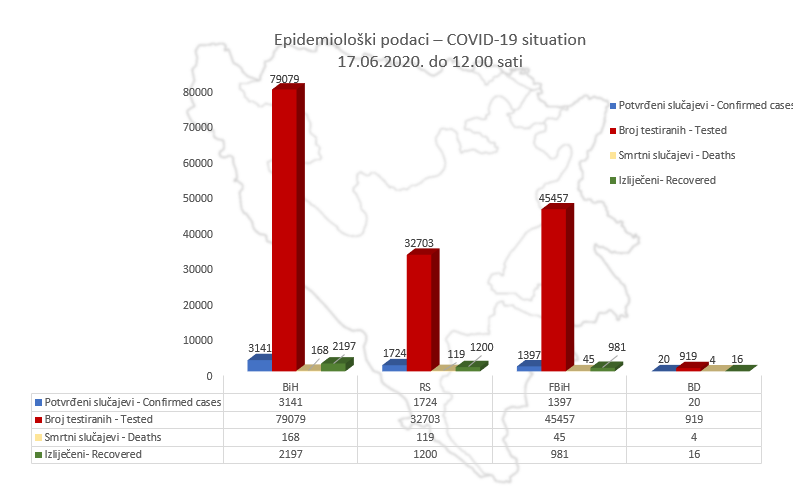 Epidemiološki podaci – COVID-19 situation
17.06.2020. do 12.00 sati
79079
80000
70000
60000
50000
40000
30000
20000
10000
0
Potvrđeni slučajevi - Confirmed cases
Broj testiranih - Tested
Smrtni slučajevi - Deaths
Izliječeni- Recovered
3141
168
2197
1724
32703
119
1200
1397
45457
45
981
20
919
4
16
BiH RS FBiH BD
Potvrđeni slučajevi - Confirmed cases 3141 1724 1397 20
Broj testiranih - Tested 79079 32703 45457 919
Smrtni slučajevi - Deaths 168 119 45 4
Izliječeni- Recovered 2197 1200 981 16